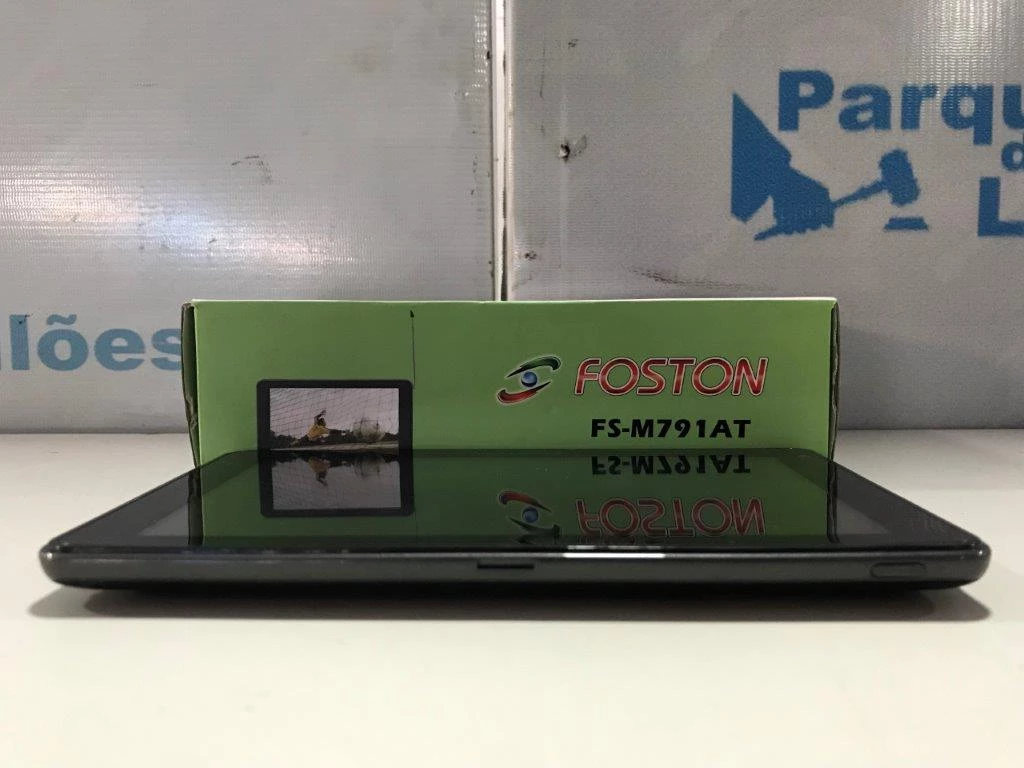 Parqu
d
L
lões
FOSTON
FS-M791AT